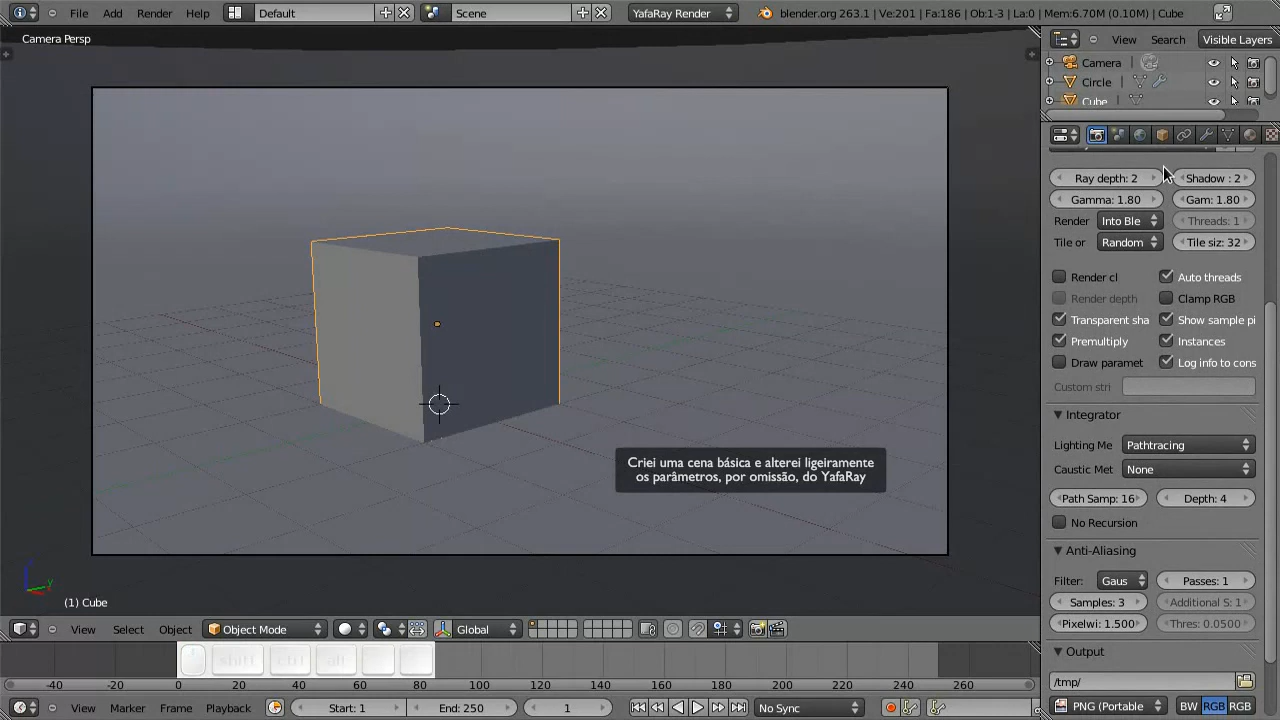 File Add Render Help Default Scene YafaRay Render blender.org 263.1 | Ve:201 | Fa:186 | Ob:1-3 | La:0 | Mem:6.70M (0.10M) | Cube
Camera Persp
View Search Visible Layers
Camera
Circle
Cube
Ray depth: 2 Shadow : 2
Gamma: 1.80 Gam: 1.80
Render Into Ble Threads: 1
Tile or Random Tile siz: 32
Render cl Auto threads
Render depth Clamp RGB
Transparent sha Show sample pi
Premultiply Instances
Draw paramet Log info to cons
Custom stri
Integrator
Lighting Me Pathtracing
Caustic Met None
Path Samp: 16 Depth: 4
No Recursion
Anti-Aliasing
Filter: Gaus Passes: 1
Samples: 3 Additional S: 1
Pixelwi: 1.500 Thres: 0.0500
Output
/tmp/
PNG (Portable BW RGB RGB
Criei uma cena básica e alterei ligeiramente
os parâmetros, por omissão, do YafaRay
z
y
(1) Cube
View Select Object Object Mode Global
shift ctrl alt
-40 -20 0 20 40 60 80 100 120 140 160 180 200 220 240 260
View Marker Frame Playback Start: 1 End: 250 1 No Sync